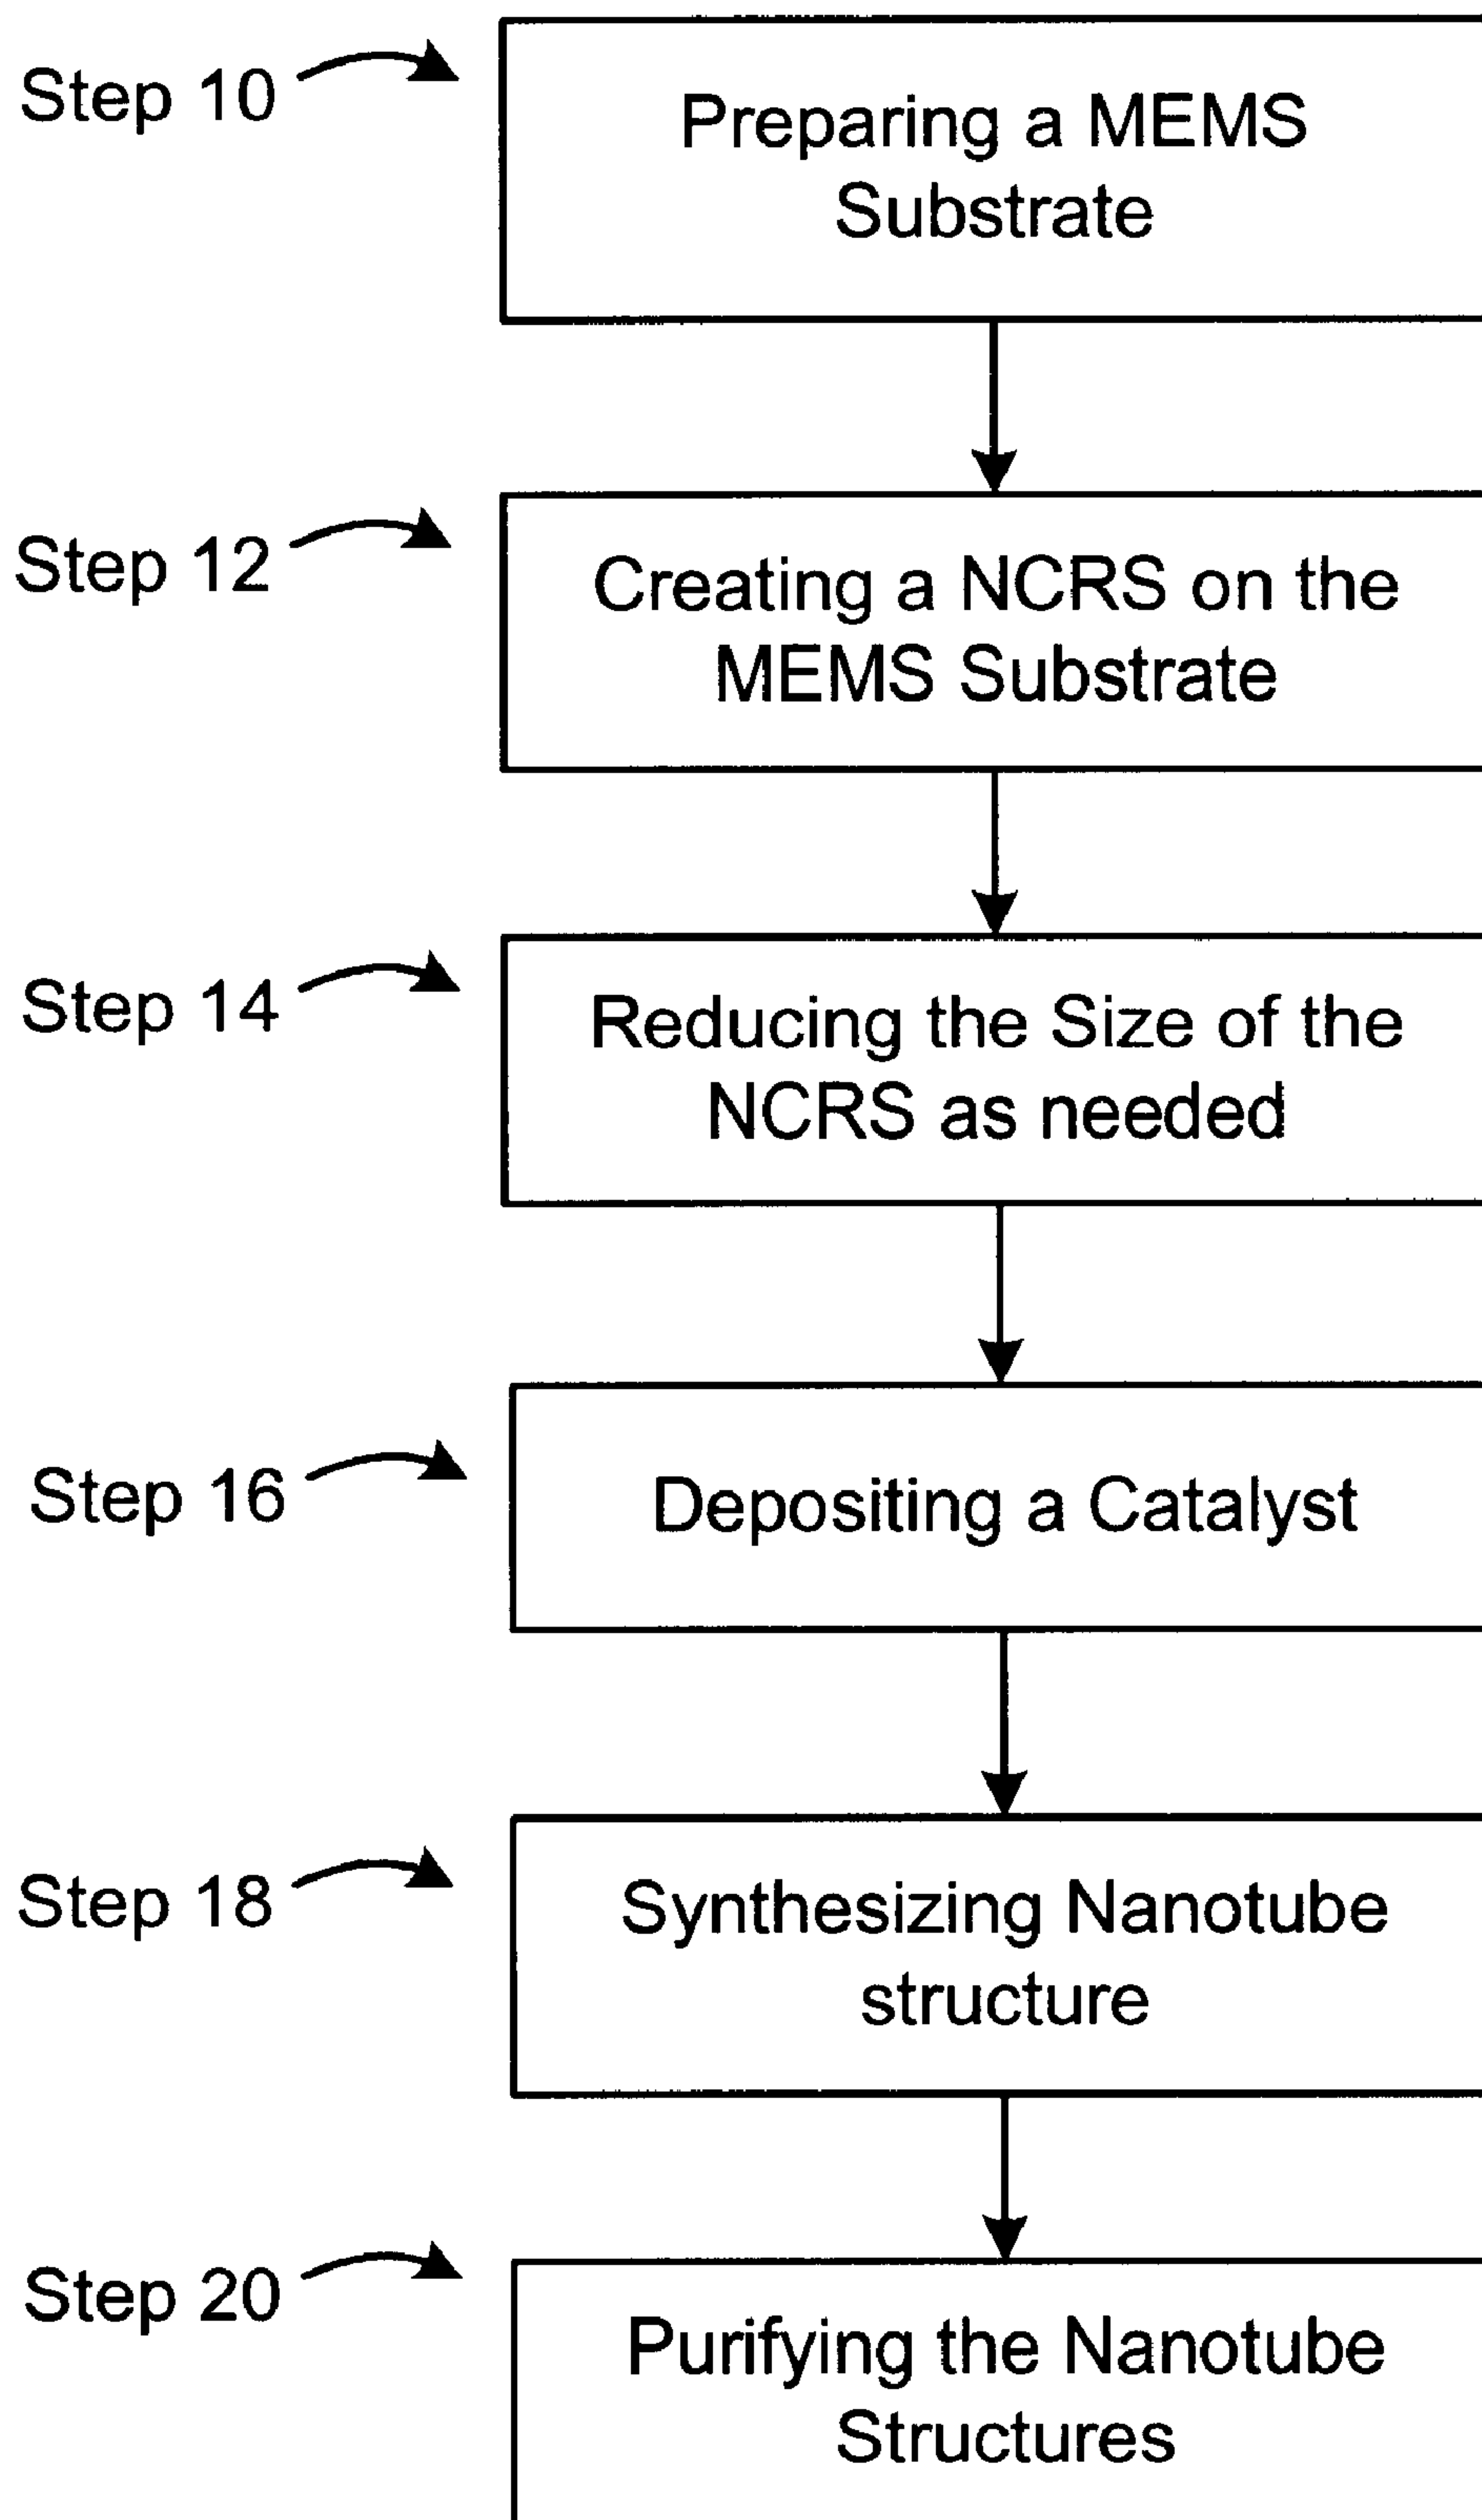 Step 10
Preparing a MEMS
Substrate
Step 12
Creating a NCRS on the
MEMS Substrate
Step 14
Reducing the Size of the
NCRS as needed
Step 16
Depositing a Catalyst
Step 18
Synthesizing Nanotube
structure
Step 20
Purifying the Nanotube
Structures